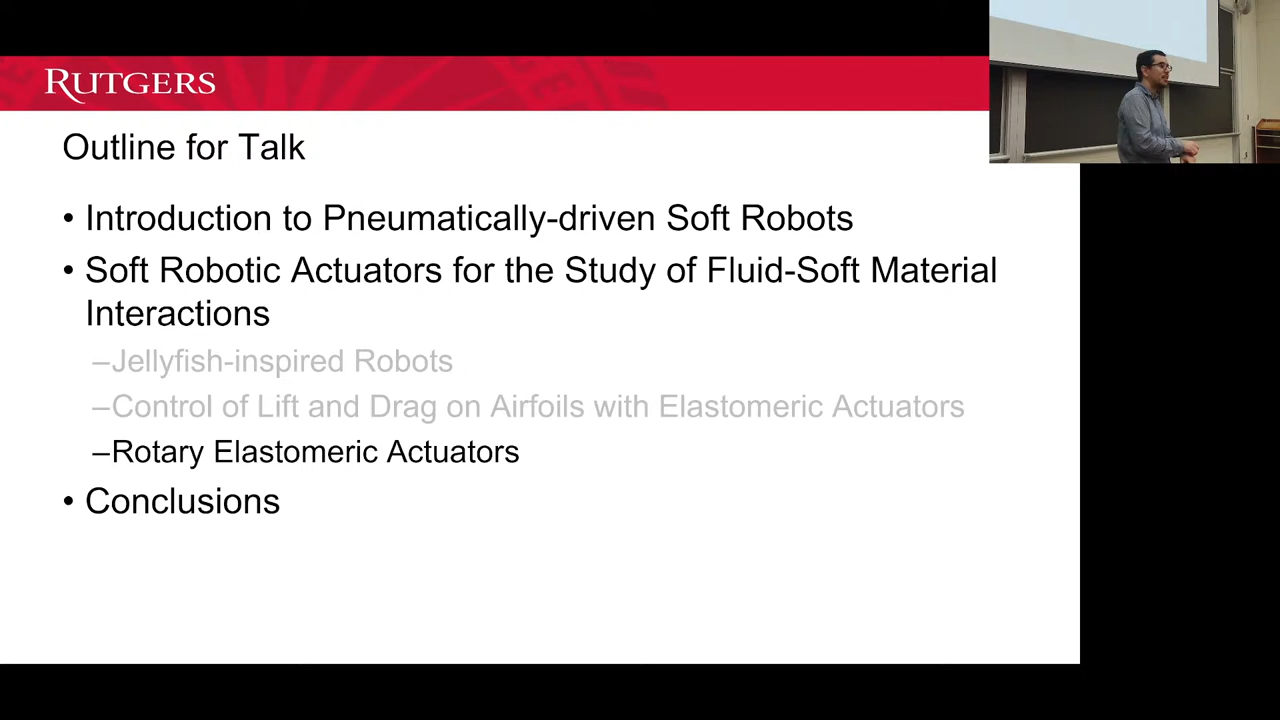 RUTGERS
Outline for Talk
• Introduction to Pneumatically-driven Soft Robots
• Soft Robotic Actuators for the Study of Fluid-Soft Material
Interactions
–Jellyfish-inspired Robots
–Control of Lift and Drag on Airfoils with Elastomeric Actuators
–Rotary Elastomeric Actuators
• Conclusions